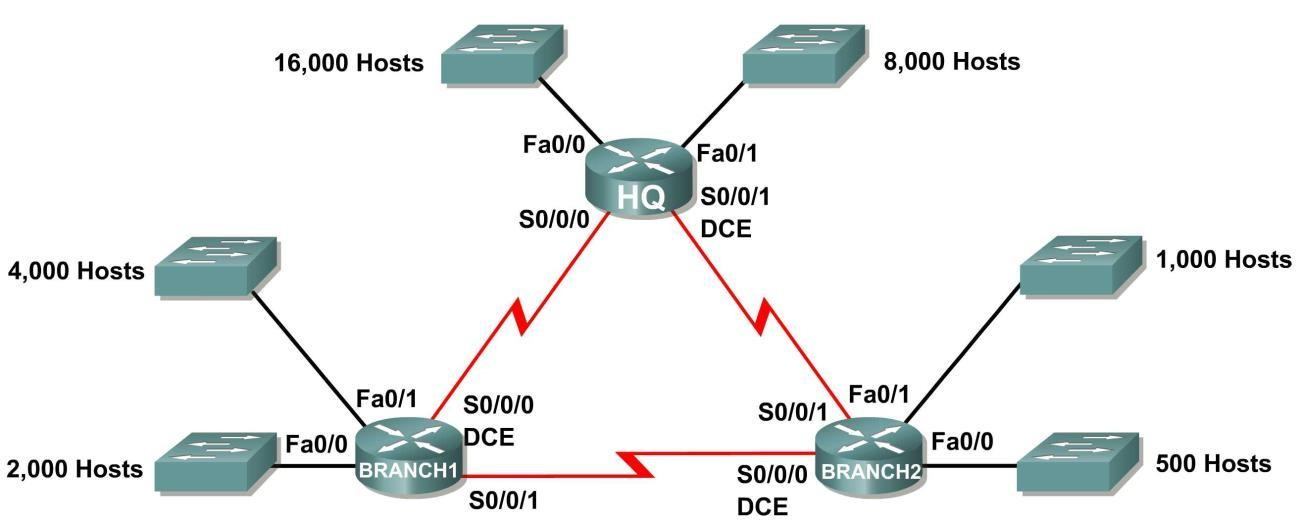 16,000 Hosts
8,000 Hosts
Fa0/0
Fa0/1
HQ
S0/0/1
DCE
S0/0/0
4,000 Hosts
1,000 Hosts
Fa0/1
S0/0/0
DCE
Fa0/1
S0/0/1
Fa0/0
2,000 Hosts
BRANCH1
S0/0/1
Fa0/0
BRANCH2
500 Hosts
S0/0/0
DCE